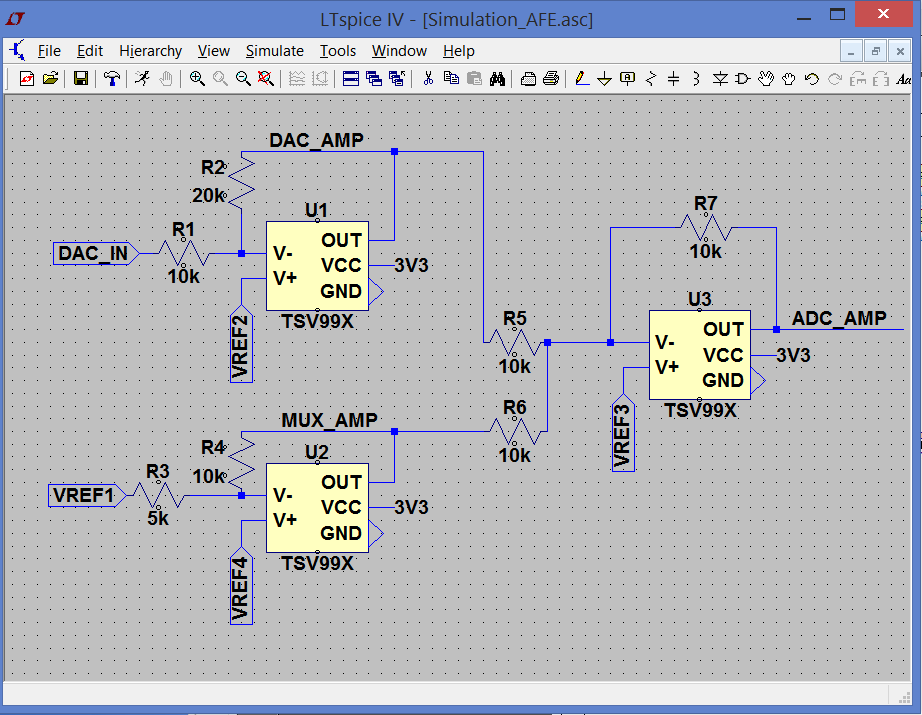 LTspice IV - [Simulation_AFE.asc]
File Edit Hierarchy View Simulate Tools Window Help
Aa
DAC_AMP
R2
20k
U1
R1
DAC_IN
10k
V-
V+
OUT
VCC
GND
3V3
TSV99X
VREF2
R7
10k
U3
ADC_AMP
V-
V+
OUT
VCC
GND
3V3
TSV99X
VREF3
R5
10k
R6
10k
MUX_AMP
R4
10k
U2
R3
VREF1
5k
V-
V+
OUT
VCC
GND
3V3
TSV99X
VREF4